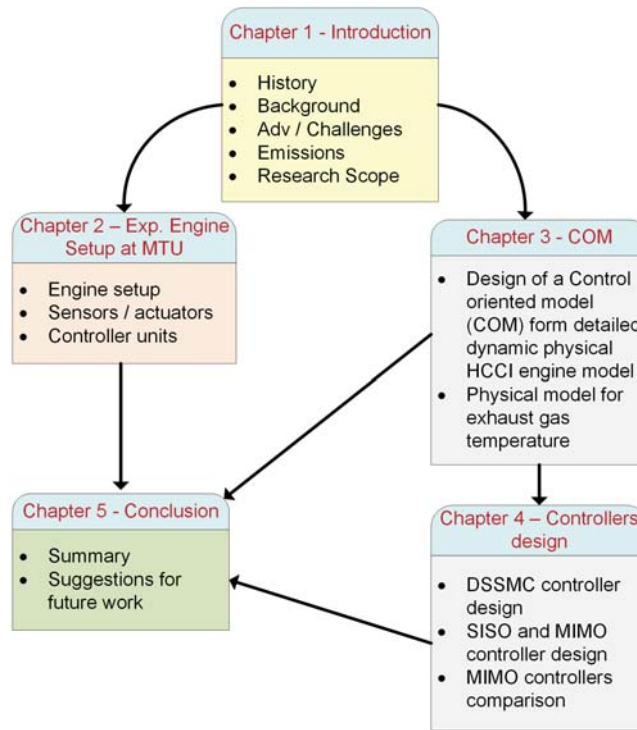 Chapter 1 - Introduction
• History
• Background
• Adv / Challenges
• Emissions
• Research Scope
Chapter 2 – Exp. Engine
Setup at MTU
• Engine setup
• Sensors / actuators
• Controller units
Chapter 3 - COM
• Design of a Control
oriented model
(COM) form detailed
dynamic physical
HCCI engine model
• Physical model for
exhaust gas
temperature
Chapter 5 - Conclusion
• Summary
• Suggestions for
future work
Chapter 4 – Controllers
design
• DSSMC controller
design
• SISO and MIMO
controller design
• MIMO controllers
comparison